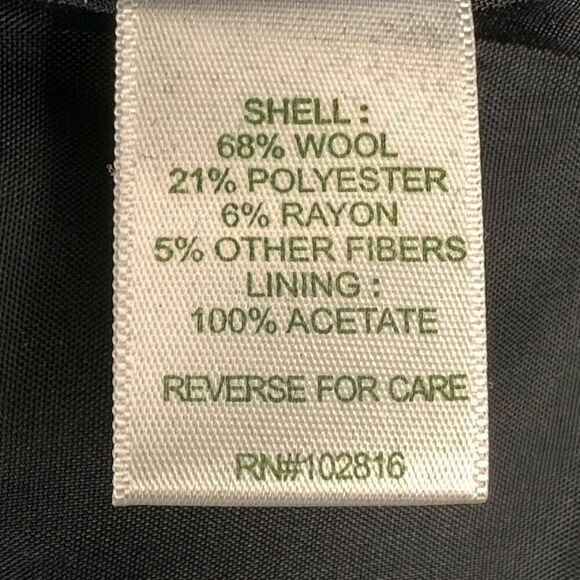 SHELL :
68% WOOL
21% POLYESTER
6% RAYON
5% OTHER FIBERS
LINING :
100% ACETATE
REVERSE FOR CARE
RN#102816